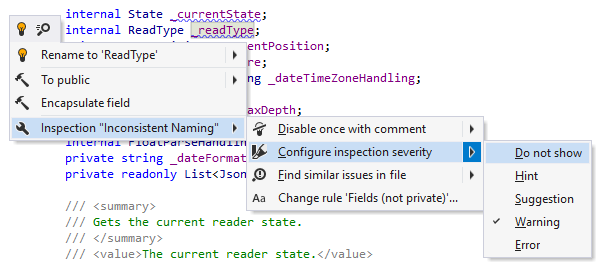 internal State _currentState;
internal ReadType _readType;
entPosition;
Rename to 'ReadType'
re;
To public
ng _dateTimeZoneHandling;
Encapsulate field
axDepth;
Inspection "Inconsistent Naming"
Disable once with comment
internal FloatParseHandlin
private string _dateFormat
Configure inspection severity
Do not show
private readonly List<Json
Find similar issues in file
Hint
Change rule 'Fields (not private)'...
Suggestion
/// <summary>
/// Gets the current reader state.
Warning
/// </summary>
Error
/// <value>The current reader state.</value>